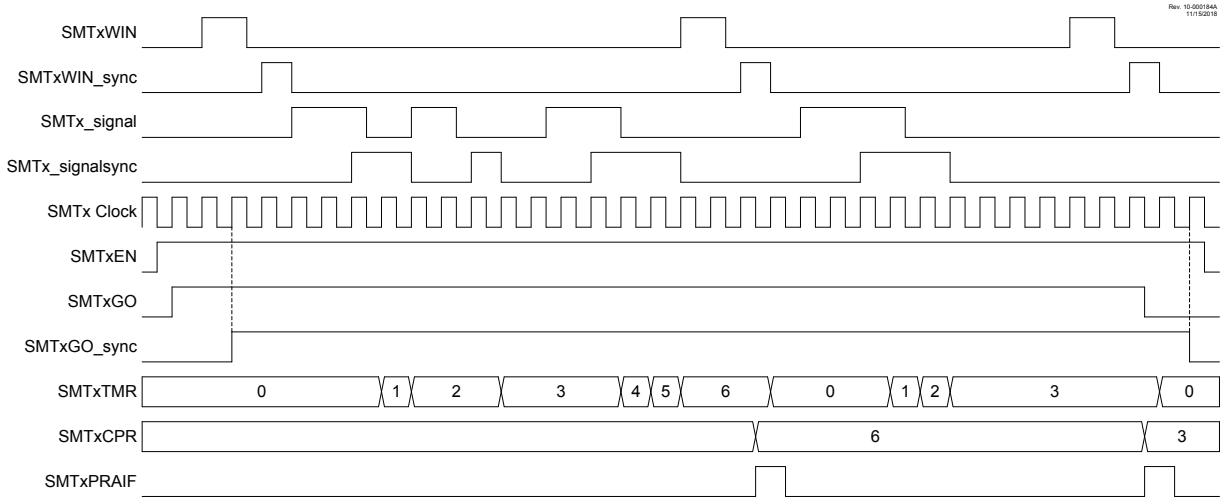 Rev. 10-000184A
11/15/2018
SMTxWIN
SMTxWIN_sync
SMTx_signal
SMTx_signalsync
SMTx Clock
SMTxEN
SMTxGO
SMTxGO_sync
SMTxTMR 0 1 2 3 4 5 6 0 1 2 3 0
SMTxCPR 6 3
SMTxPRAIF